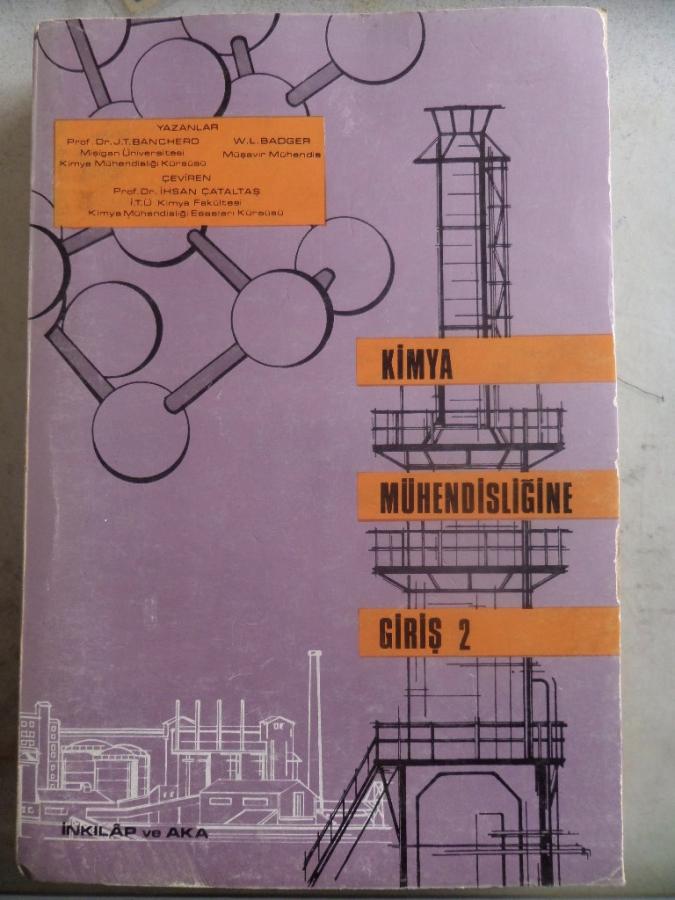 YAZANLAR
Prof. Dr. J.T. BANCHERO W.L. BADGER
Mişigan Üniversitesi Müşavir Mühendis
Kimya Mühendisliği Kürsüsü
ÇEVİREN
Prof. Dr. İHSAN ÇATALTAŞ
İ.T.Ü Kimya Fakültesi
Kimya Mühendisliği Esasları Kürsüsü
KİMYA
MÜHENDİSLİĞİNE
GİRİŞ 2
İNKILÂP ve AKA